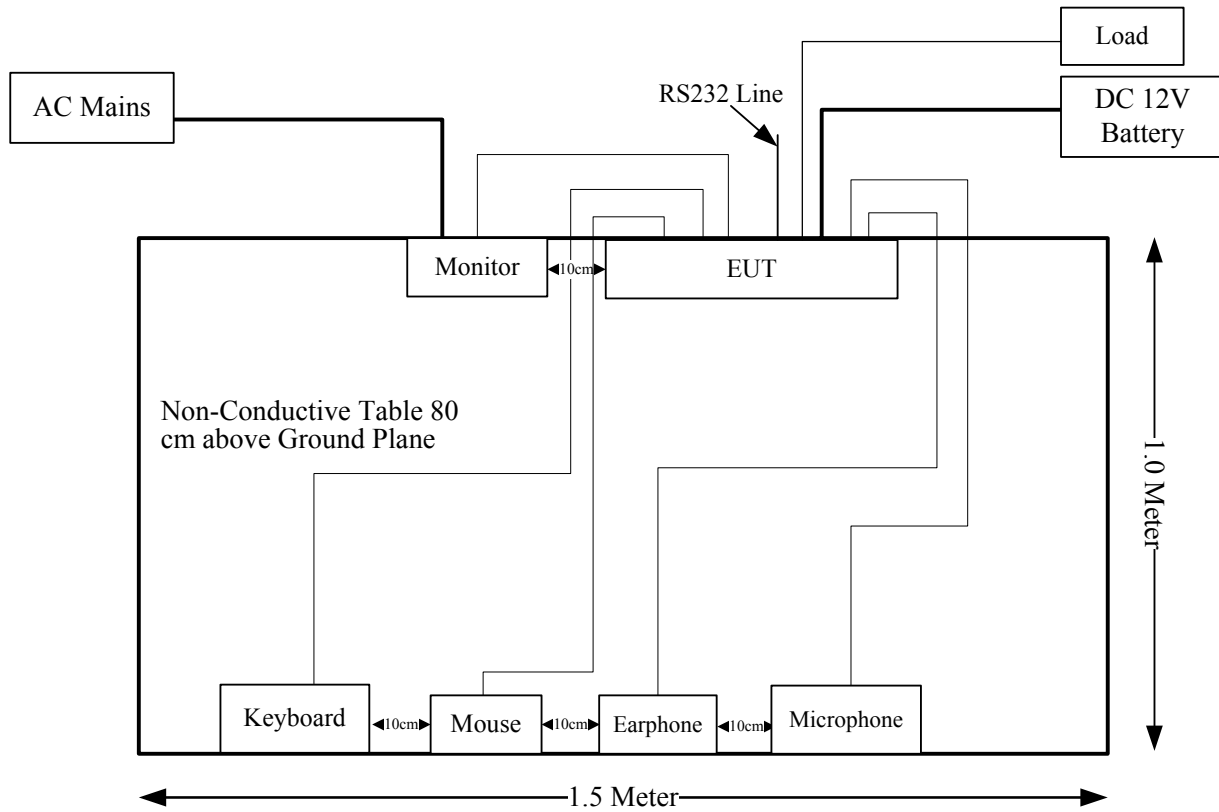 Load
AC Mains
RS232 Line
DC 12V
Battery
Monitor
10cm
EUT
Non-Conductive Table 80
cm above Ground Plane
1.0 Meter
Keyboard
10cm
Mouse
10cm
Earphone
10cm
Microphone
1.5 Meter